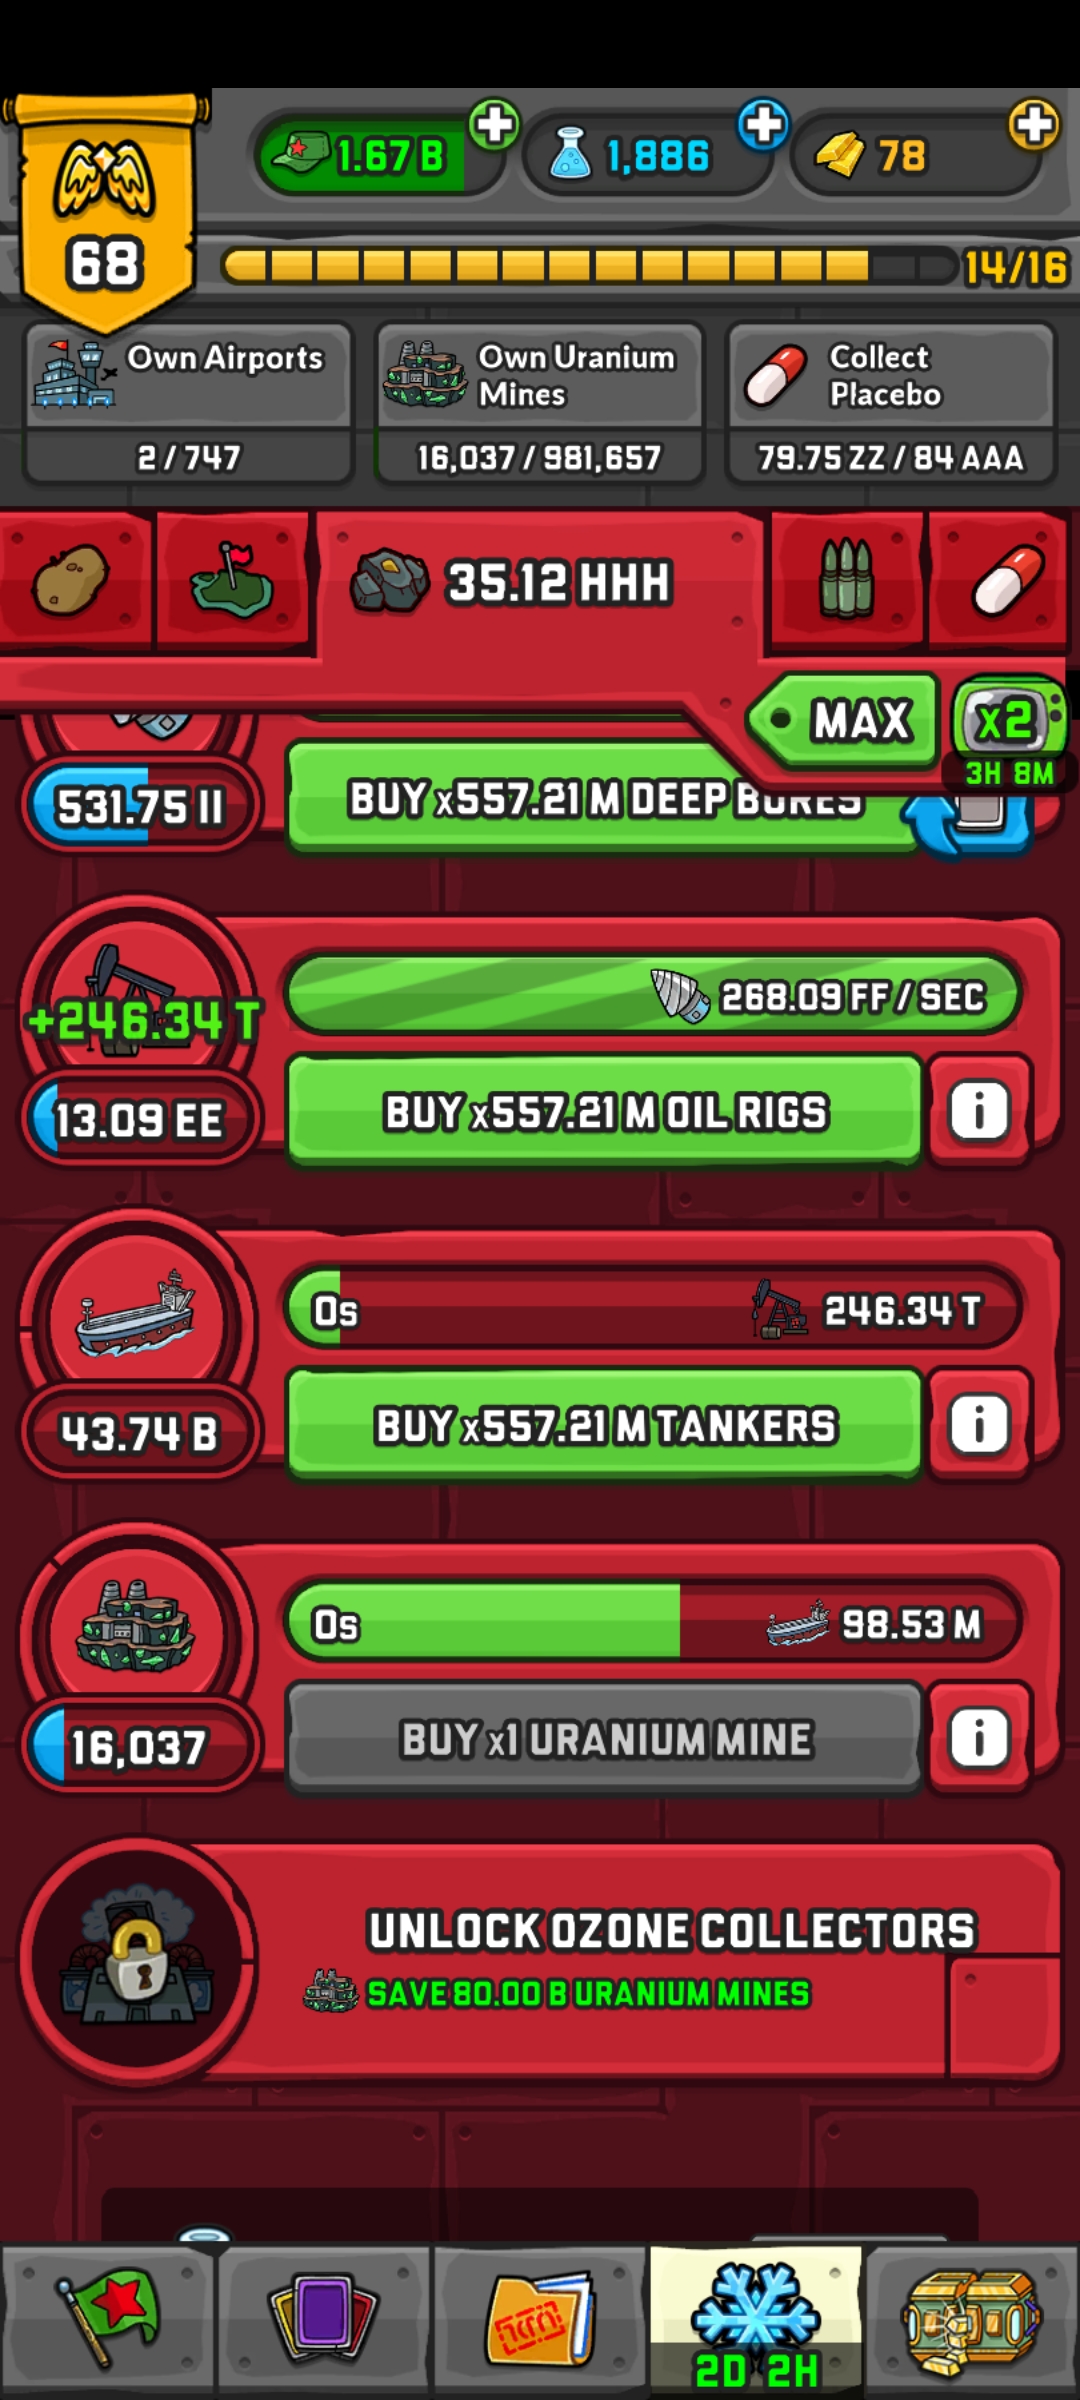 1.67 B
1,886
78
68
14/16
Own Airports
2 / 747
Own Uranium
Mines
16,037 / 981,657
Collect
Placebo
79.75 ZZ / 84 AAA
35.12 HHH
MAX
x2
3H 8M
531.75 II
BUY x557.21 M DEEP BORES
+246.34 T
268.09 FF / SEC
13.09 EE
BUY x557.21 M OIL RIGS
0s
246.34 T
43.74 B
BUY x557.21 M TANKERS
0s
98.53 M
16,037
BUY x1 URANIUM MINE
UNLOCK OZONE COLLECTORS
SAVE 80.00 B URANIUM MINES
2D 2H